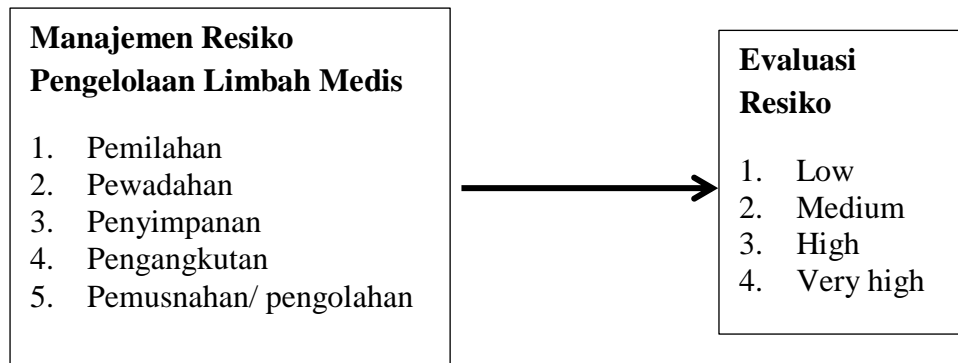 Manajemen Resiko
Pengelolaan Limbah Medis
1. Pemilahan
2. Pewadahan
3. Penyimpanan
4. Pengangkutan
5. Pemusnahan/ pengolahan
Evaluasi
Resiko
1. Low
2. Medium
3. High
4. Very high